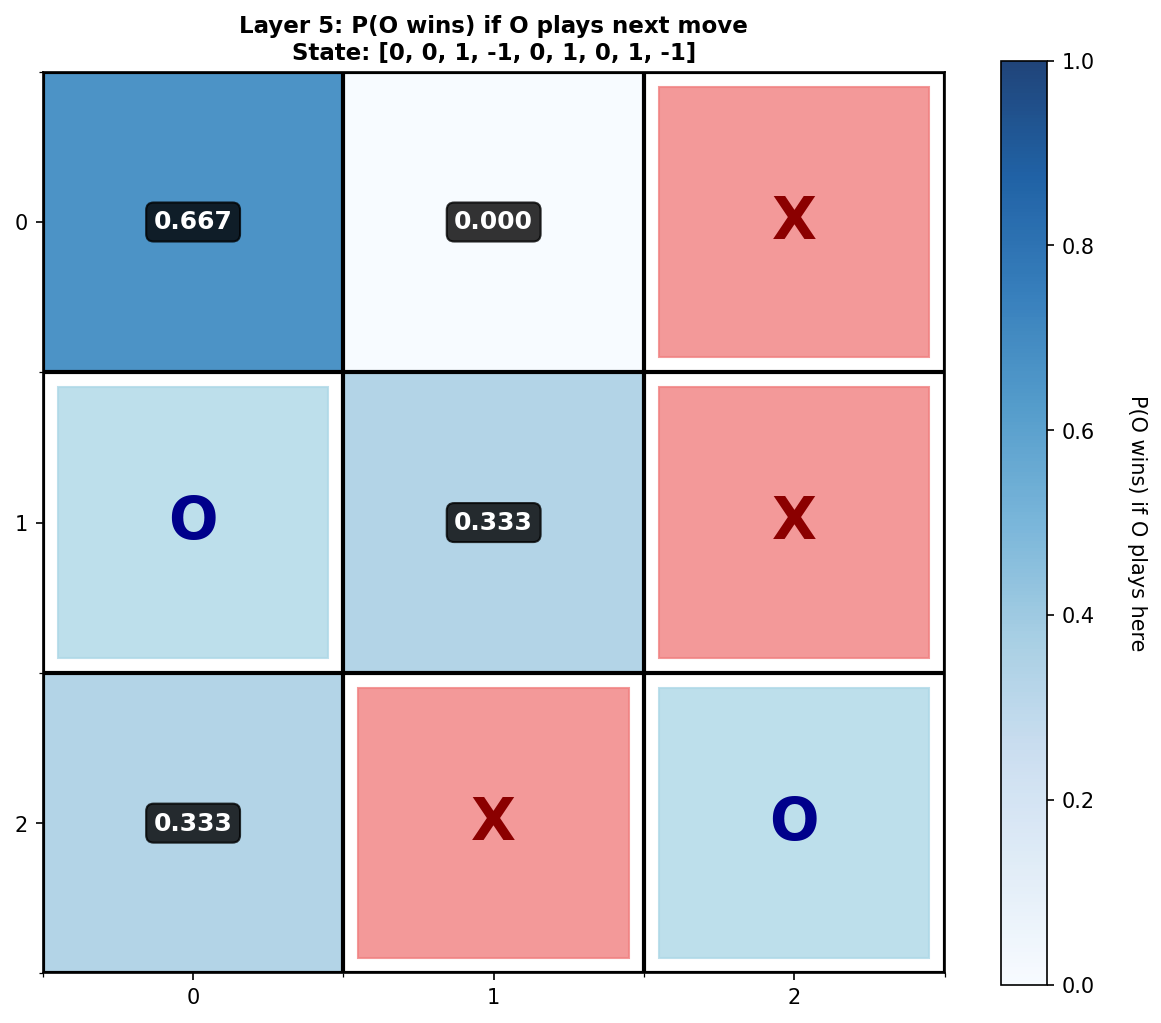 Layer 5: P(O wins) if O plays next move
State: [0, 0, 1, -1, 0, 1, 0, 1, -1]
0
0.667
0.000
X
1
O
0.333
X
2
0.333
X
O
0
1
2
1.0
0.8
0.6
0.4
0.2
0.0
P(O wins) if O plays here